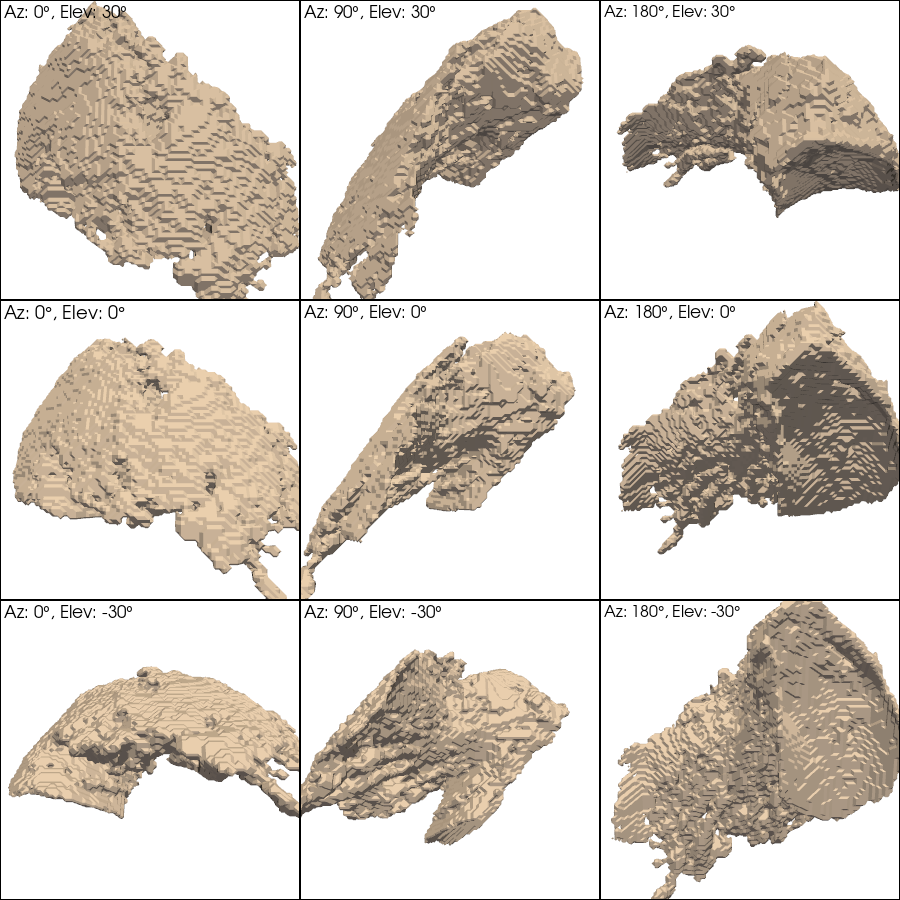 Az: 0°, Elev: 30°
Az: 90°, Elev: 30°
Az: 180°, Elev: 30°
Az: 0°, Elev: 0°
Az: 90°, Elev: 0°
Az: 180°, Elev: 0°
Az: 0°, Elev: -30°
Az: 90°, Elev: -30°
Az: 180°, Elev: -30°